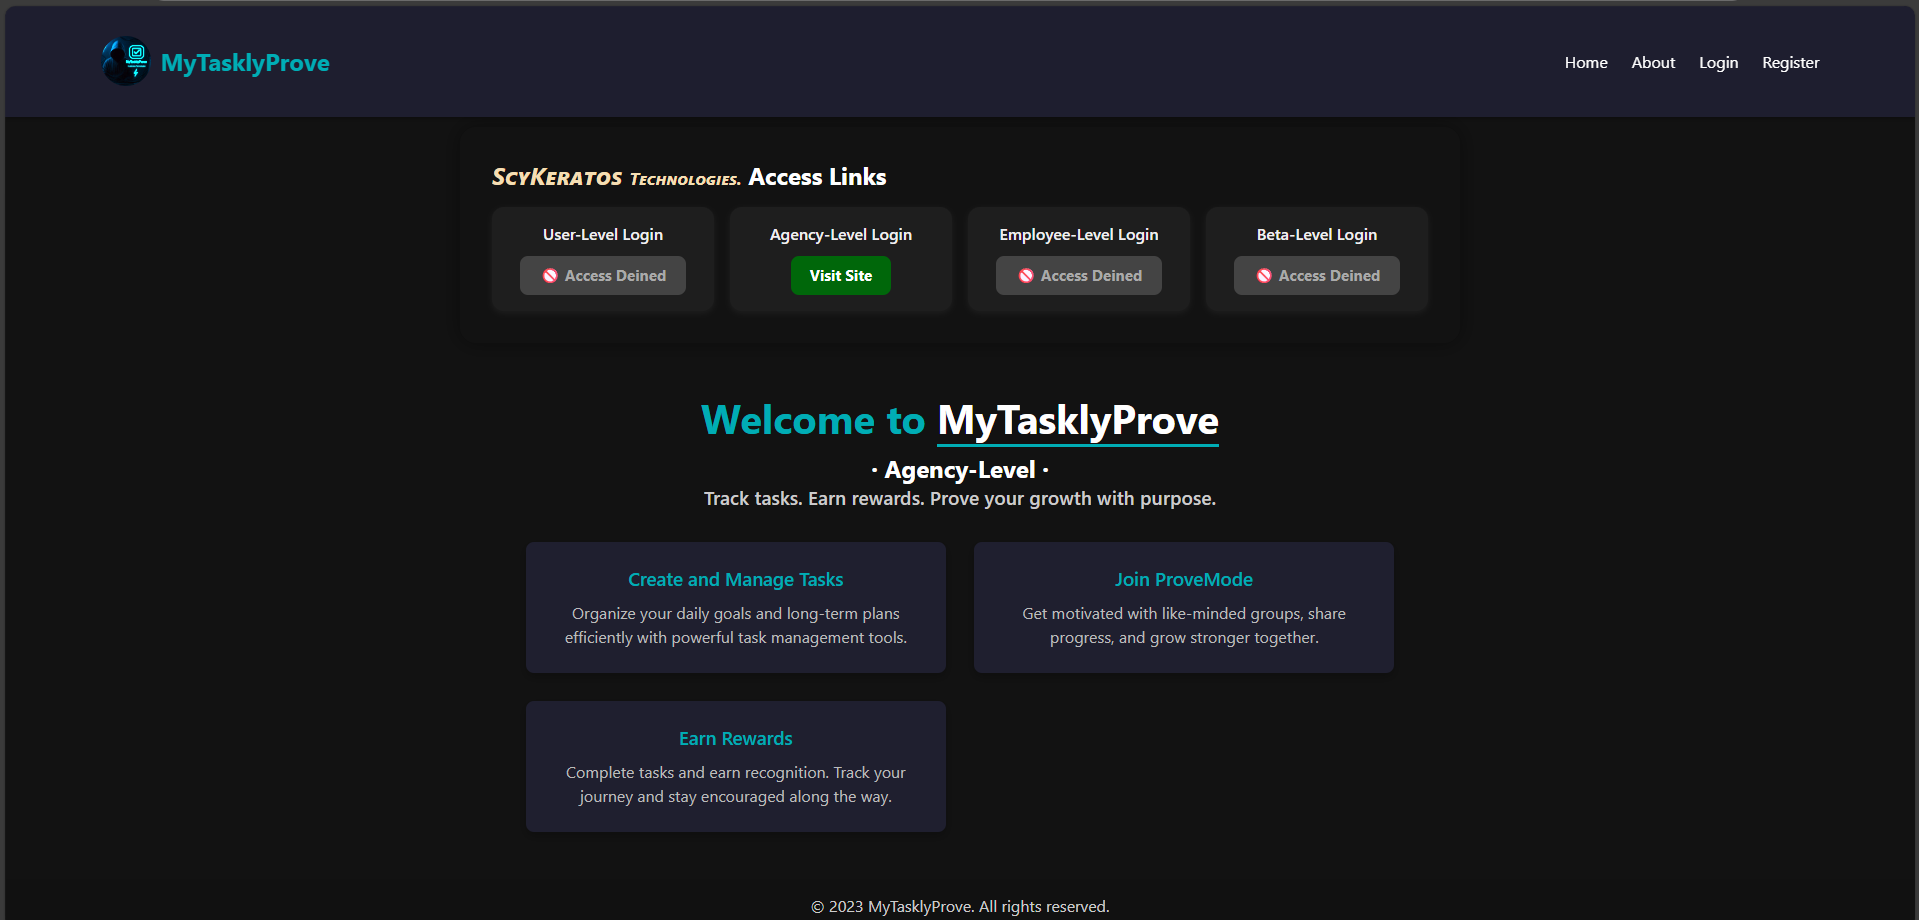 MyTasklyProve
Home About Login Register
ScyKeratos Technologies. Access Links
User-Level Login
🚫 Access Deined
Agency-Level Login
Visit Site
Employee-Level Login
🚫 Access Deined
Beta-Level Login
🚫 Access Deined
Welcome to MyTasklyProve
· Agency-Level ·
Track tasks. Earn rewards. Prove your growth with purpose.
Create and Manage Tasks
Organize your daily goals and long-term plans
efficiently with powerful task management tools.
Join ProveMode
Get motivated with like-minded groups, share
progress, and grow stronger together.
Earn Rewards
Complete tasks and earn recognition. Track your
journey and stay encouraged along the way.
© 2023 MyTasklyProve. All rights reserved.